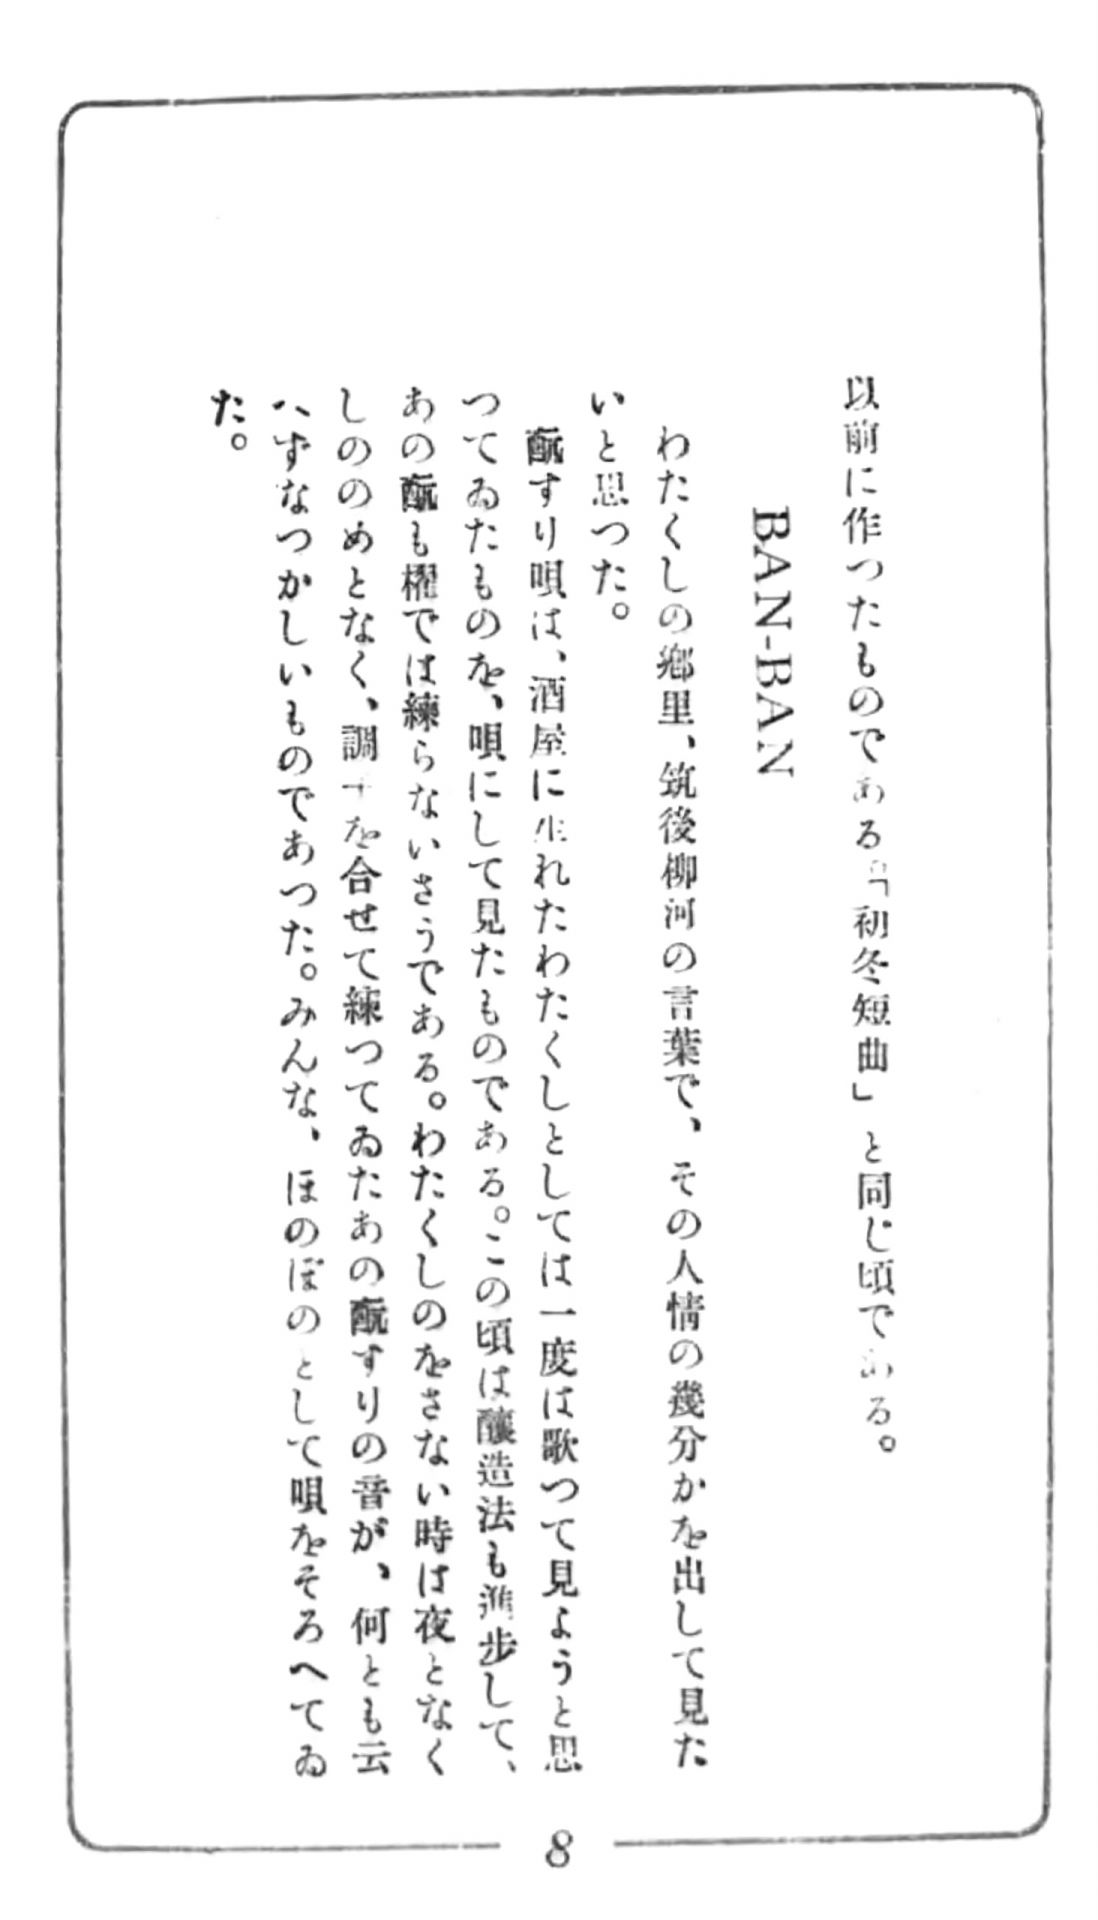 以前に作つたものである。「初冬短曲」と同じ頃である。
BAN-BAN
わたくしの郷里、筑後柳河の言葉で、その人情の幾分かを出して見た
いと思つた。
酛すり唄は、酒屋に生れたわたくしとしては一度は歌つて見ようと思
つてゐたものを、唄にして見たものである。この頃は醸造法も進步して、
あの酛も櫂では練らないさうである。わたくしのをさない時は夜となく
しののめとなく、調子を合せて練つてゐたあの酛すりの音が、何とも云
へずなつかしいものであつた。みんな、ほのぼのとして唄をそろへてゐ
た。
8